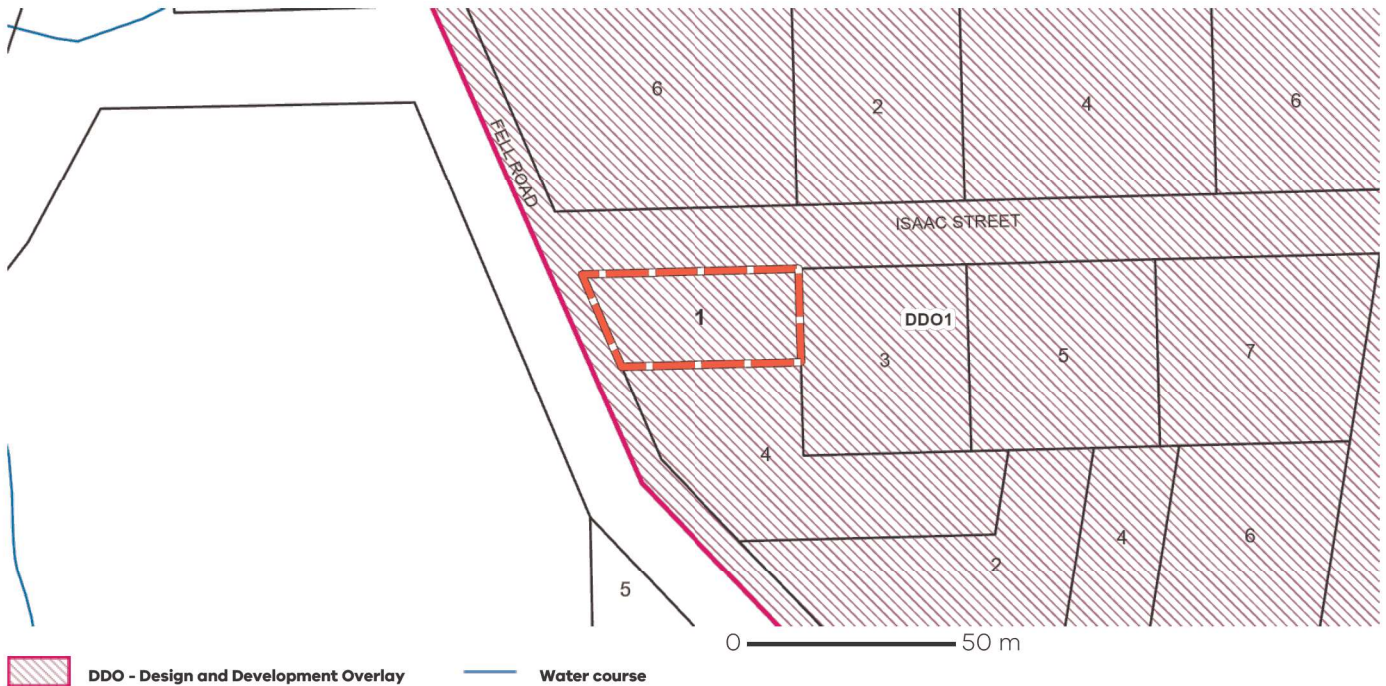 6
2
4
6
FELL ROAD
ISAAC STREET
1
DDO1
3
5
7
4
4
6
2
5
0 50 m
DDO - Design and Development Overlay
Water course